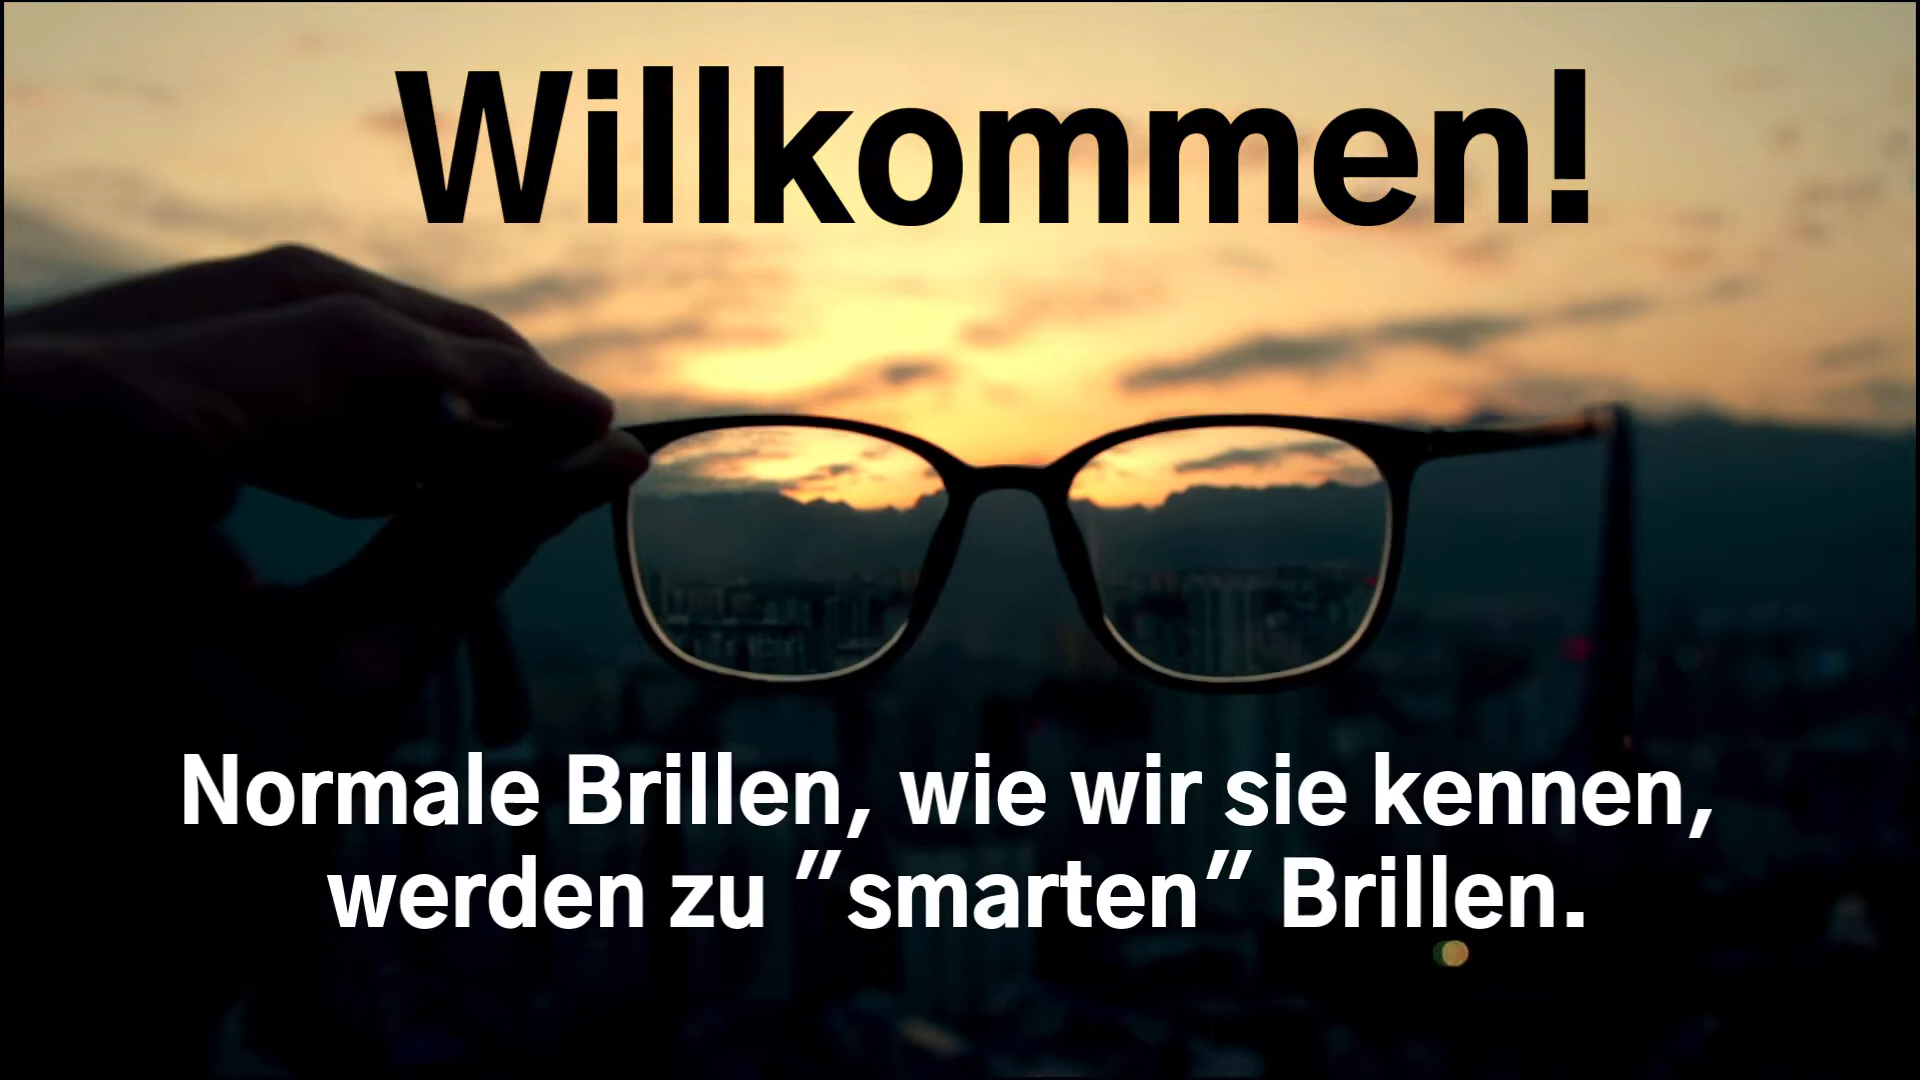 Willkommen!
Normale Brillen, wie wir sie kennen,
werden zu "smarten" Brillen.